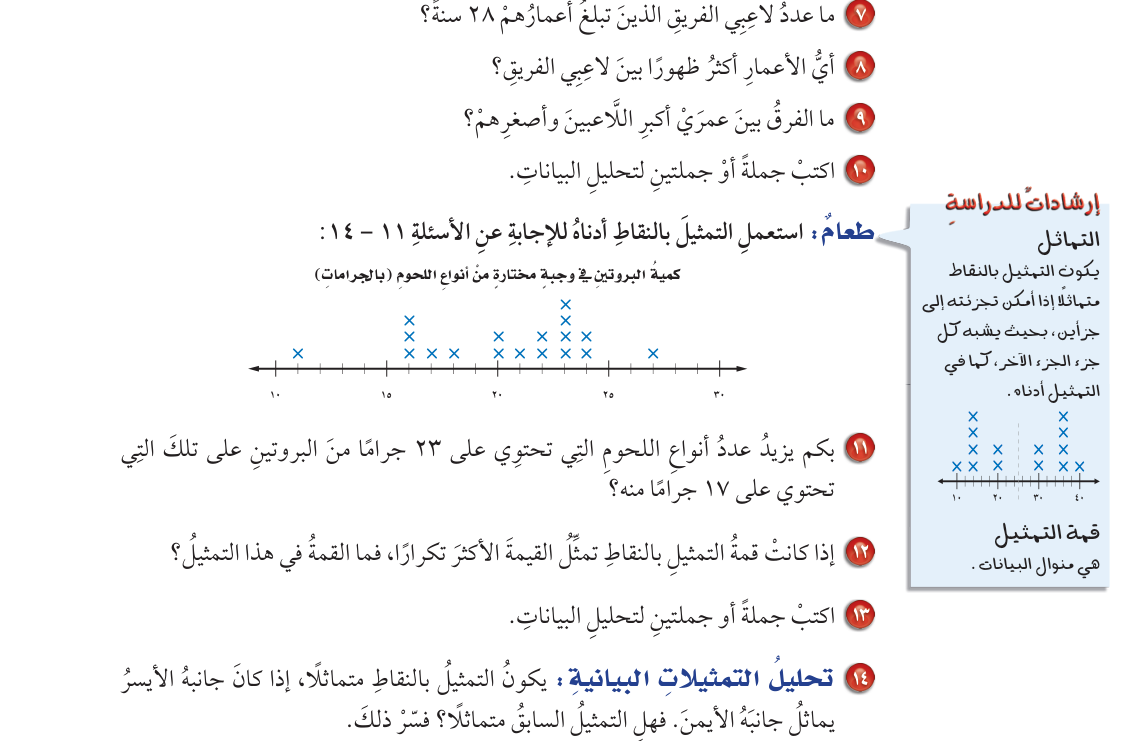 ٧ ما عددُ لاعِبِي الفريقِ الذينَ تبلغُ أعمارُهمْ ٢٨ سنةً؟
٨ أيُّ الأعمارِ أكثرُ ظهورًا بينَ لاعِبِي الفريقِ؟
٩ ما الفرقُ بينَ عمرَيْ أكبرِ اللَّاعبينَ وأصغرِهمْ؟
١٠ اكتبْ جملةً أوْ جملتينِ لتحليلِ البياناتِ.
طعامٌ: استعملِ التمثيلَ بالنقاطِ أدناهُ للإجابةِ عنِ الأسئلةِ ١١ – ١٤:
كميةُ البروتينِ في وجبةٍ مختارةٍ منْ أنواعِ اللحومِ (بالجراماتِ)
١٠ ١٥ ٢٠ ٢٥ ٣٠
١١ بكم يزيدُ عددُ أنواعِ اللحومِ التِي تحتوِي على ٢٣ جرامًا منَ البروتينِ على تلكَ التِي
تحتوي على ١٧ جرامًا منه؟
١٢ إذا كانتْ قمةُ التمثيلِ بالنقاطِ تمثِّلُ القيمةَ الأكثرَ تكرارًا، فما القمةُ في هذا التمثيلُ؟
١٣ اكتبْ جملةً أو جملتينِ لتحليلِ البياناتِ.
١٤ تحليلُ التمثيلاتِ البيانيةِ: يكونُ التمثيلُ بالنقاطِ متماثلًا، إذا كانَ جانبهُ الأيسرُ
يماثلُ جانبَهُ الأيمنَ. فهلِ التمثيلُ السابقُ متماثلًا؟ فسّرْ ذلكَ.
إرشاداتٌ للدراسةِ
التماثل
يكون التمثيل بالنقاط
متماثلًا إذا أمكن تجزئته إلى
جزأين، بحيث يشبه كل
جزء الجزء الآخر، كما في
التمثيل أدناه.
١٠ ٢٠ ٣٠ ٤٠
قمة التمثيل
هي منوال البيانات.